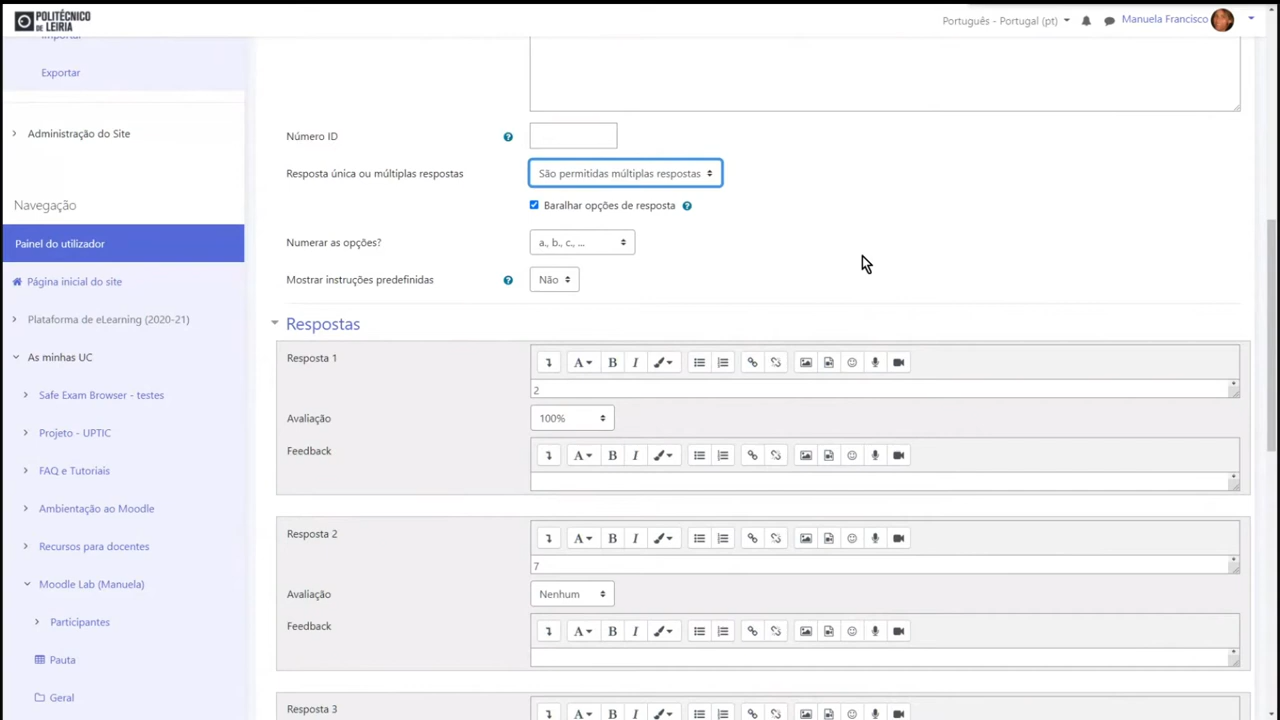 POLITÉCNICO
DE LEIRIA
Português - Portugal (pt)
Manuela Francisco
Importar
Exportar
Administração do Site
Navegação
Painel do utilizador
Página inicial do site
Plataforma de eLearning (2020-21)
As minhas UC
Safe Exam Browser - testes
Projeto - UPTIC
FAQ e Tutoriais
Ambientação ao Moodle
Recursos para docentes
Moodle Lab (Manuela)
Participantes
Pauta
Geral
Número ID
Resposta única ou múltiplas respostas
São permitidas múltiplas respostas
Baralhar opções de resposta
Numerar as opções?
a., b., c., ...
Mostrar instruções predefinidas
Não
Respostas
Resposta 1
A B I
2
Avaliação
100%
Feedback
A B I
Resposta 2
A B I
7
Avaliação
Nenhum
Feedback
A B I
Resposta 3
A B I